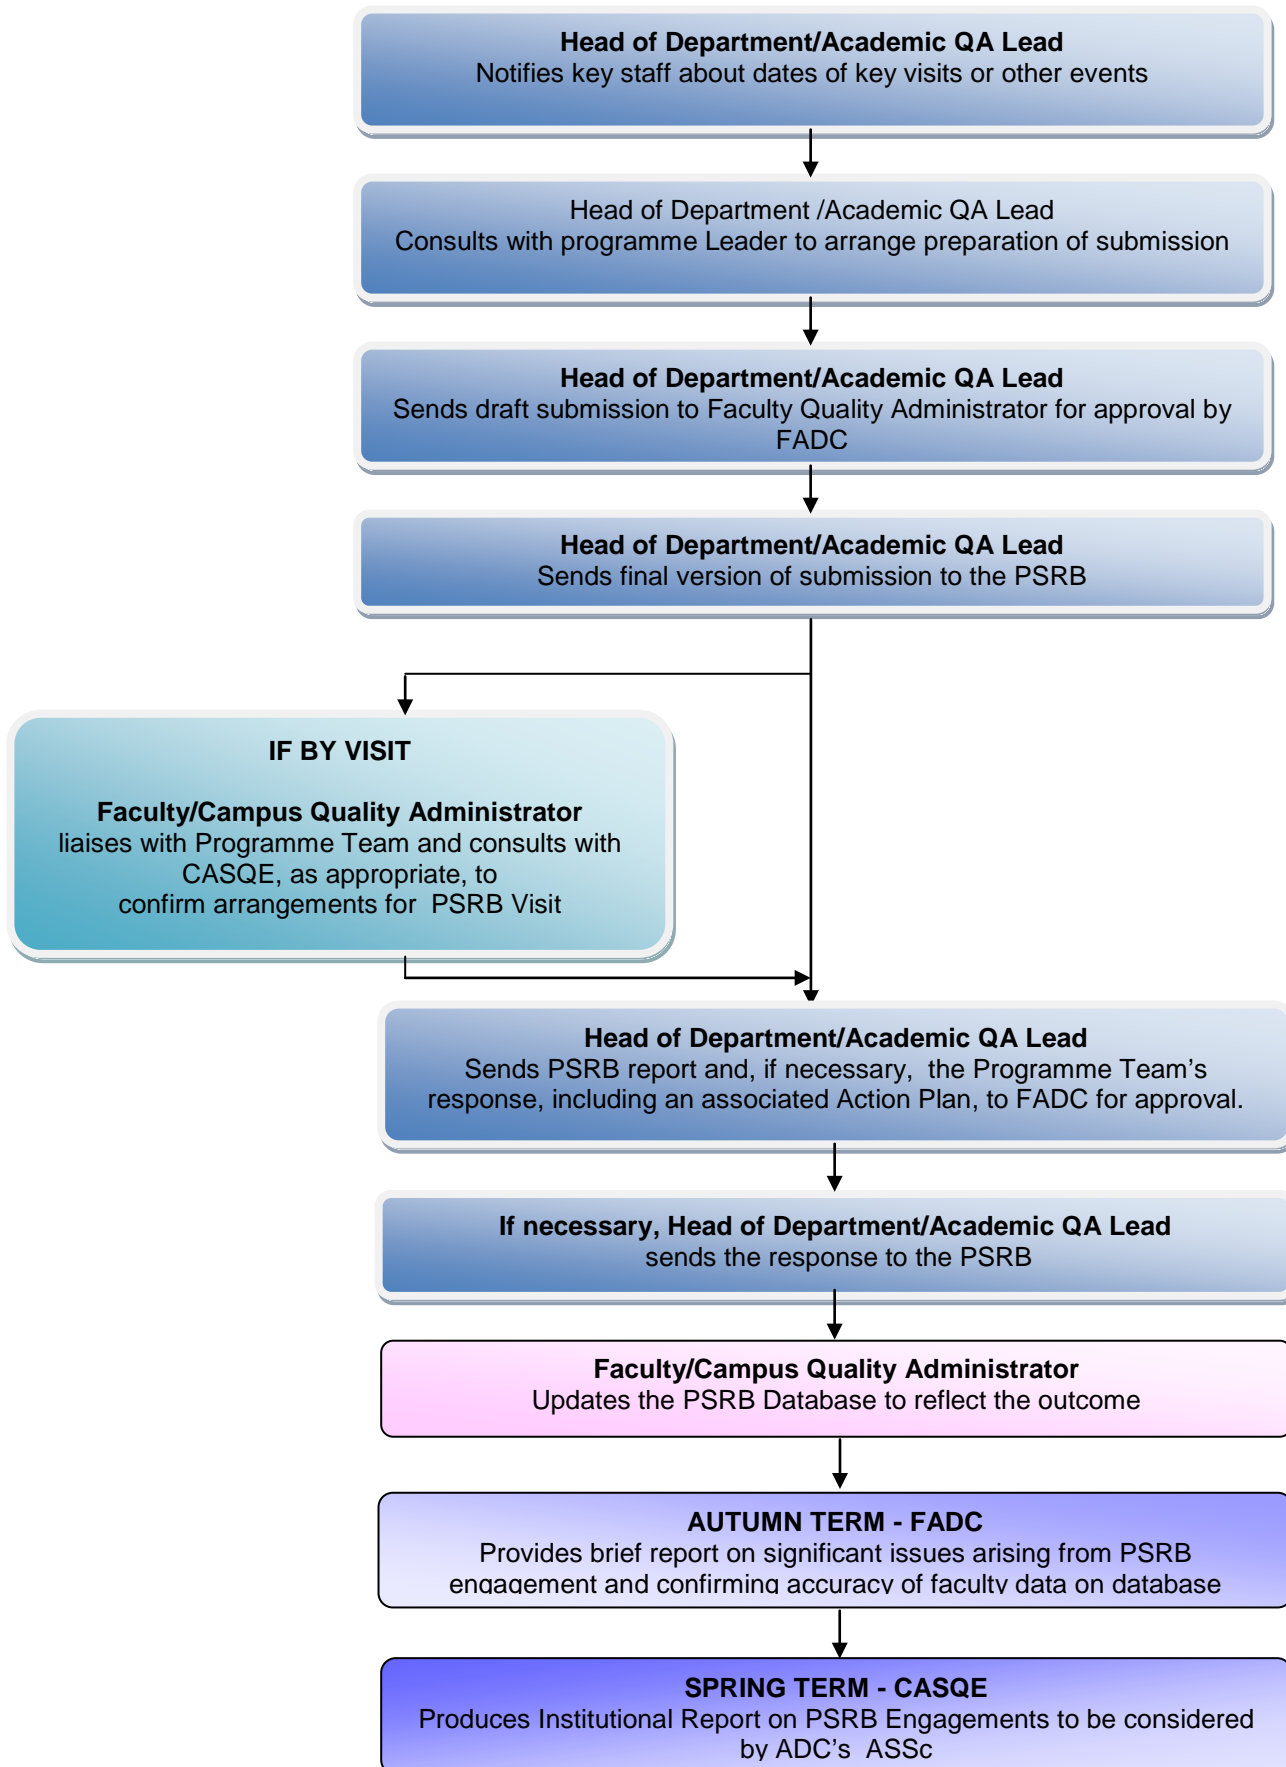 Head of Department/Academic QA Lead
Notifies key staff about dates of key visits or other events
Head of Department /Academic QA Lead
Consults with programme Leader to arrange preparation of submission
Head of Department/Academic QA Lead
Sends draft submission to Faculty Quality Administrator for approval by
FADC
Head of Department/Academic QA Lead
Sends final version of submission to the PSRB
IF BY VISIT
Faculty/Campus Quality Administrator
liaises with Programme Team and consults with
CASQE, as appropriate, to
confirm arrangements for  PSRB Visit
Head of Department/Academic QA Lead
Sends PSRB report and, if necessary,  the Programme Team’s
response, including an associated Action Plan, to FADC for approval.
If necessary, Head of Department/Academic QA Lead
sends the response to the PSRB
Faculty/Campus Quality Administrator
Updates the PSRB Database to reflect the outcome
AUTUMN TERM - FADC
Provides brief report on significant issues arising from PSRB
engagement and confirming accuracy of faculty data on database
SPRING TERM - CASQE
Produces Institutional Report on PSRB Engagements to be considered
by ADC’s  ASSc